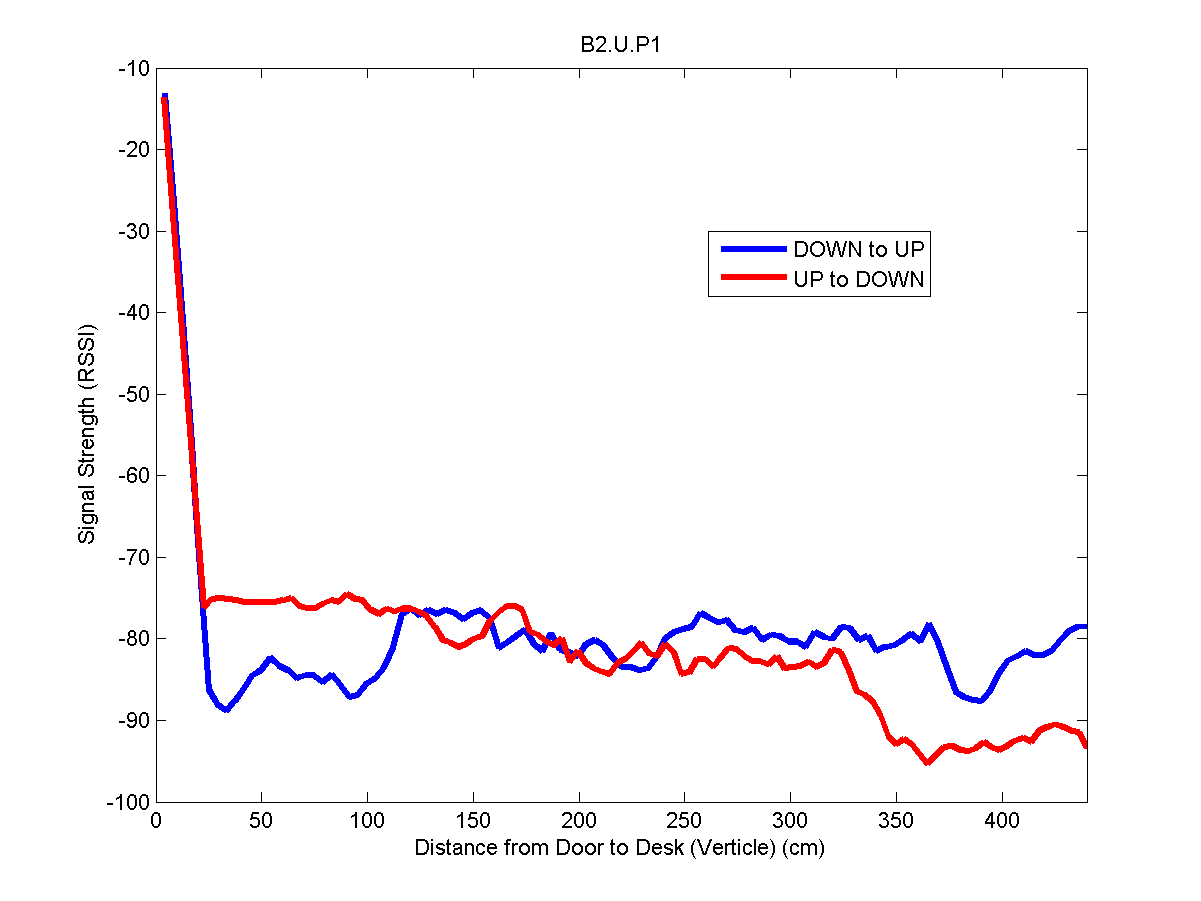 B2.U.P1
-10
-20
-30
-40
-50
-60
-70
-80
-90
-100
Signal Strength (RSSI)
DOWN to UP
UP to DOWN
0 50 100 150 200 250 300 350 400
Distance from Door to Desk (Verticle) (cm)